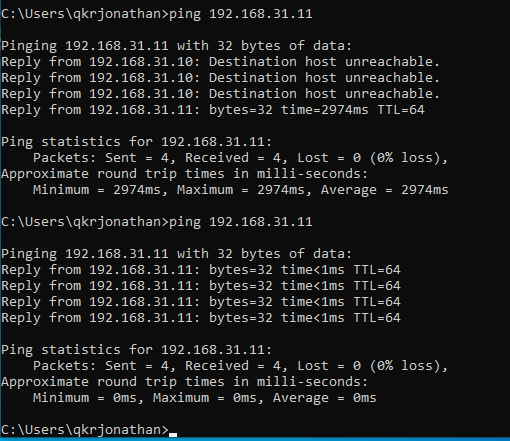 C:\Users\qkrjonathan>ping 192.168.31.11
Pinging 192.168.31.11 with 32 bytes of data:
Reply from 192.168.31.10: Destination host unreachable.
Reply from 192.168.31.10: Destination host unreachable.
Reply from 192.168.31.10: Destination host unreachable.
Reply from 192.168.31.11: bytes=32 time=2974ms TTL=64
Ping statistics for 192.168.31.11:
    Packets: Sent = 4, Received = 4, Lost = 0 (0% loss),
Approximate round trip times in milli-seconds:
    Minimum = 2974ms, Maximum = 2974ms, Average = 2974ms
C:\Users\qkrjonathan>ping 192.168.31.11
Pinging 192.168.31.11 with 32 bytes of data:
Reply from 192.168.31.11: bytes=32 time<1ms TTL=64
Reply from 192.168.31.11: bytes=32 time<1ms TTL=64
Reply from 192.168.31.11: bytes=32 time<1ms TTL=64
Reply from 192.168.31.11: bytes=32 time<1ms TTL=64
Ping statistics for 192.168.31.11:
    Packets: Sent = 4, Received = 4, Lost = 0 (0% loss),
Approximate round trip times in milli-seconds:
    Minimum = 0ms, Maximum = 0ms, Average = 0ms
C:\Users\qkrjonathan>